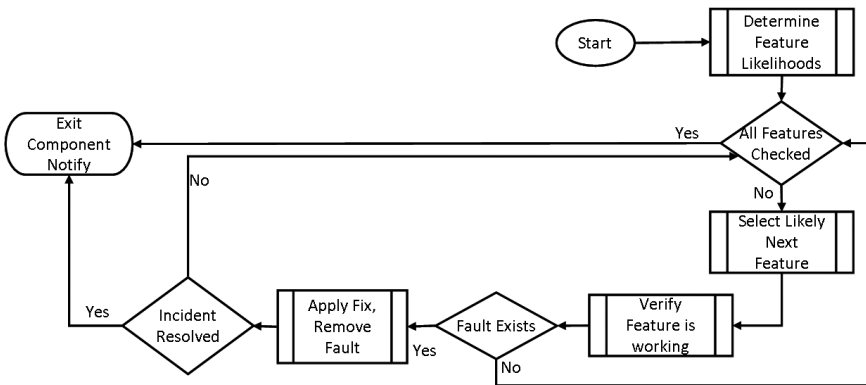 Start
Determine
Feature
Likelihoods
Exit
Component
Notify
Yes
All Features
Checked
No
No
Select Likely
Next
Feature
Yes
Incident
Resolved
Apply Fix,
Remove
Fault
Yes
Fault Exists
No
Verify
Feature is
working